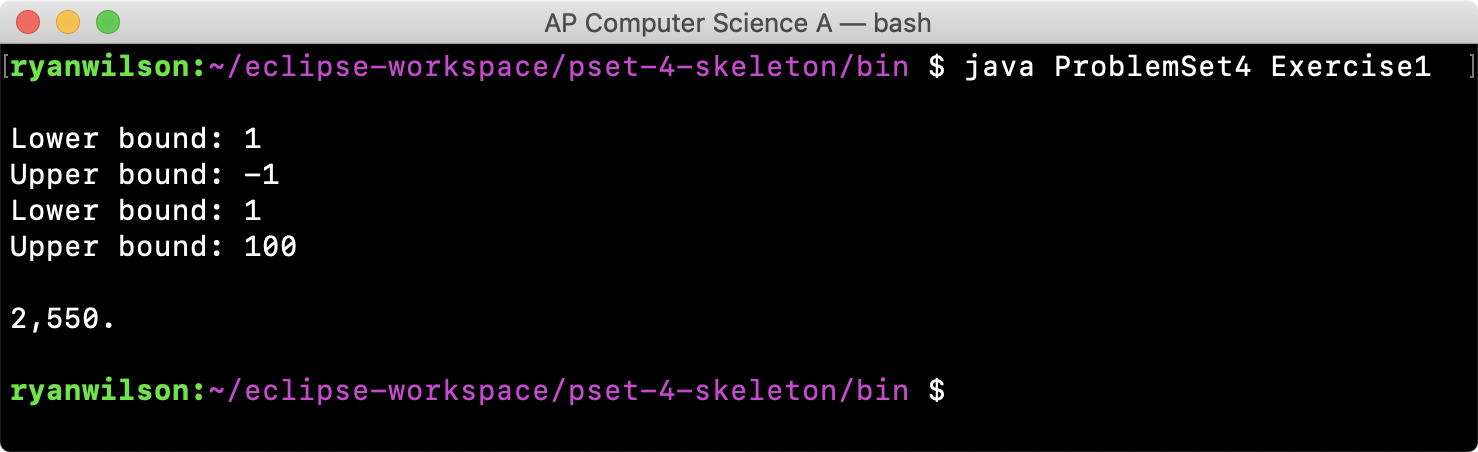 AP Computer Science A — bash
[ryanwilson:~/eclipse-workspace/pset-4-skeleton/bin $ java ProblemSet4 Exercise1 ]
Lower bound: 1
Upper bound: -1
Lower bound: 1
Upper bound: 100
2,550.
ryanwilson:~/eclipse-workspace/pset-4-skeleton/bin $